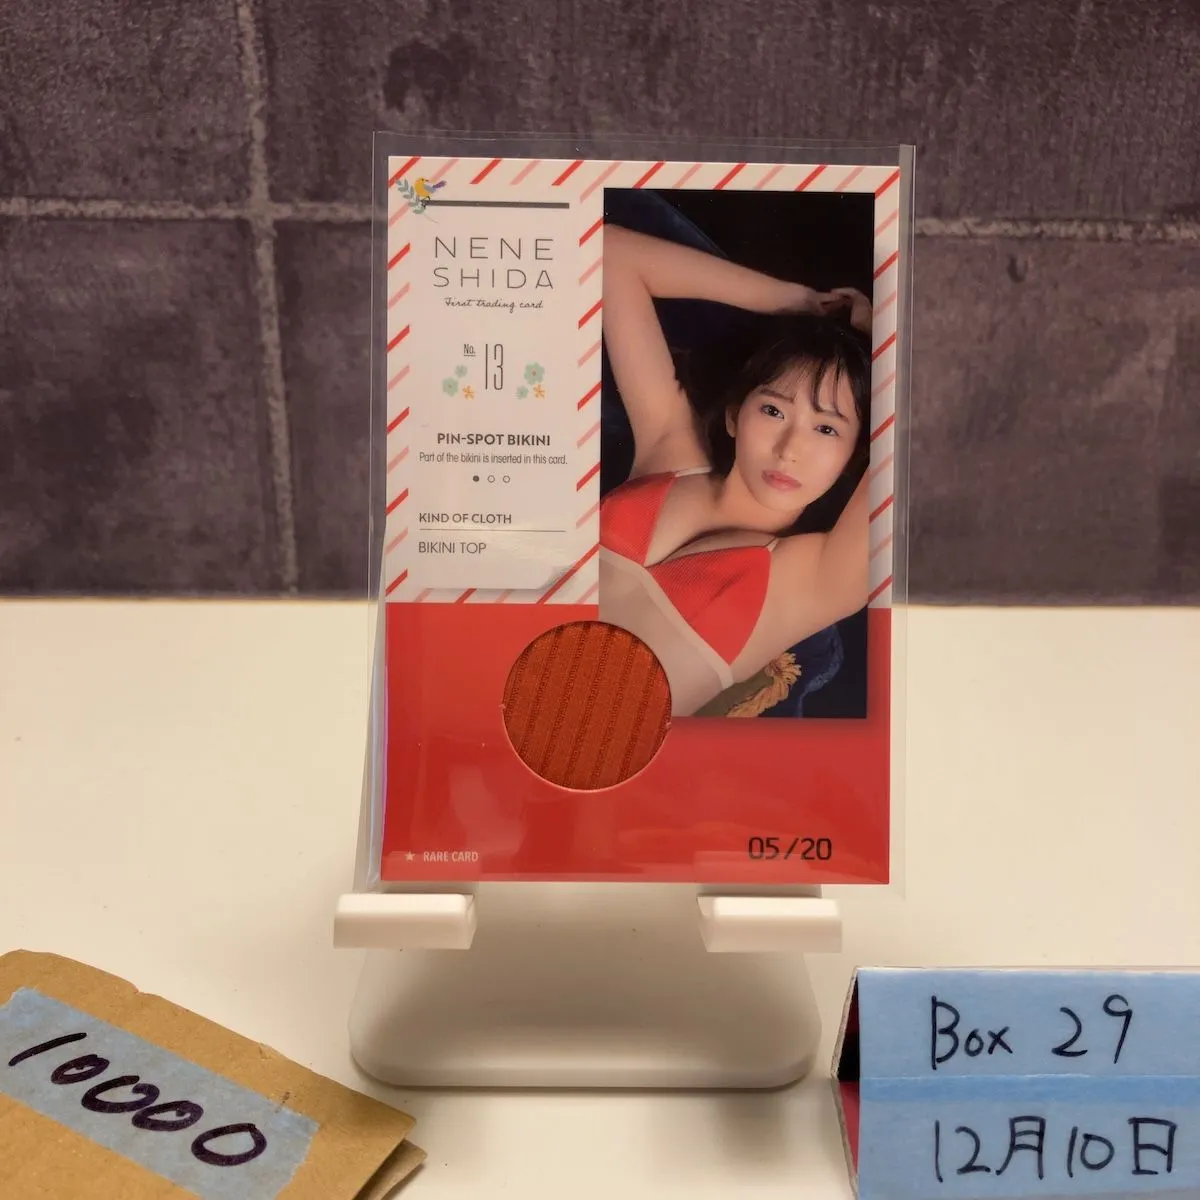 NENE
SHIDA
First trading card
No. 13
PIN-SPOT BIKINI
Part of the bikini is inserted in this card.
KIND OF CLOTH
BIKINI TOP
RARE CARD
05/20
10000
Box 29
12月10日